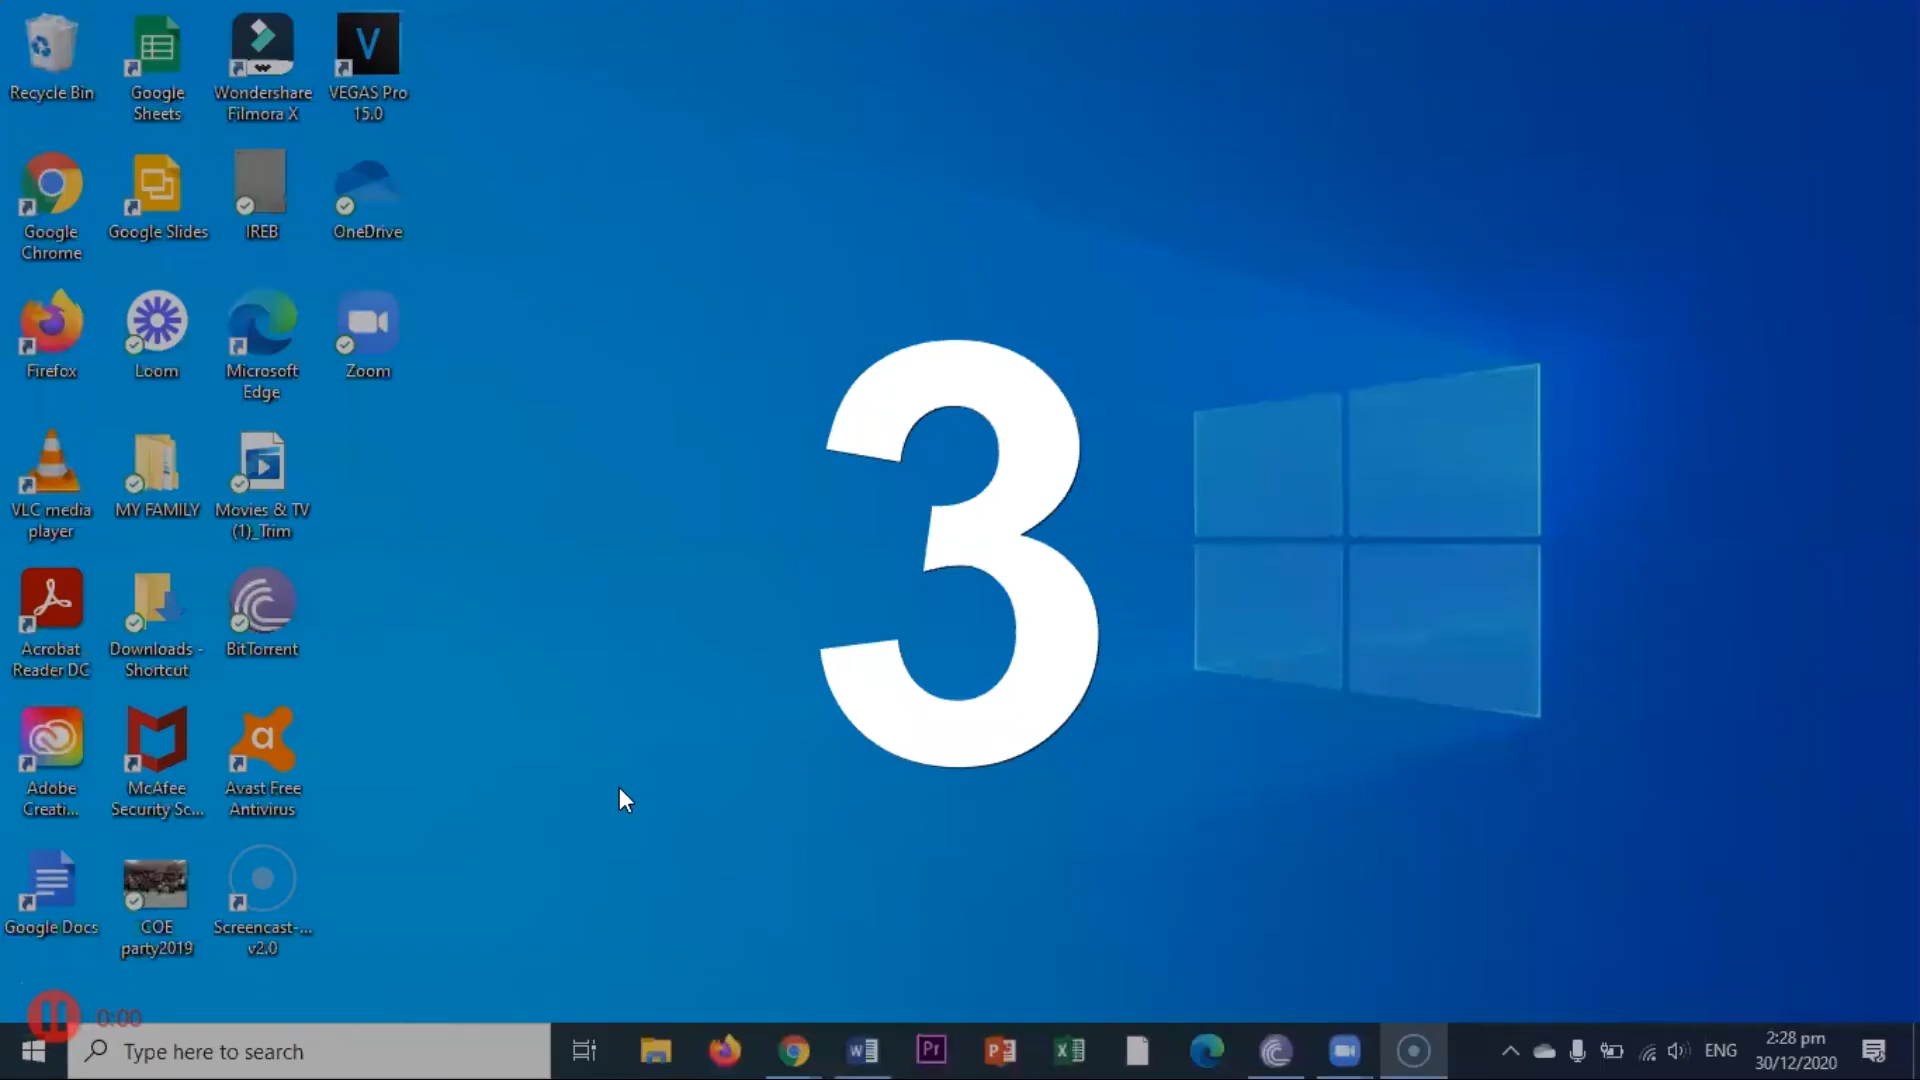 Recycle Bin
Google
Sheets
Wondershare
Filmora X
VEGAS Pro
15.0
Google
Chrome
Google Slides
IREB
OneDrive
Firefox
Loom
Microsoft
Edge
Zoom
VLC media
player
MY FAMILY
Movies & TV
(1)_Trim
Acrobat
Reader DC
Downloads -
Shortcut
BitTorrent
Adobe
Creati...
McAfee
Security Sc...
Avast Free
Antivirus
Google Docs
COE
party2019
Screencast-...
v2.0
3
0:00
Type here to search
ENG
2:28 pm
30/12/2020